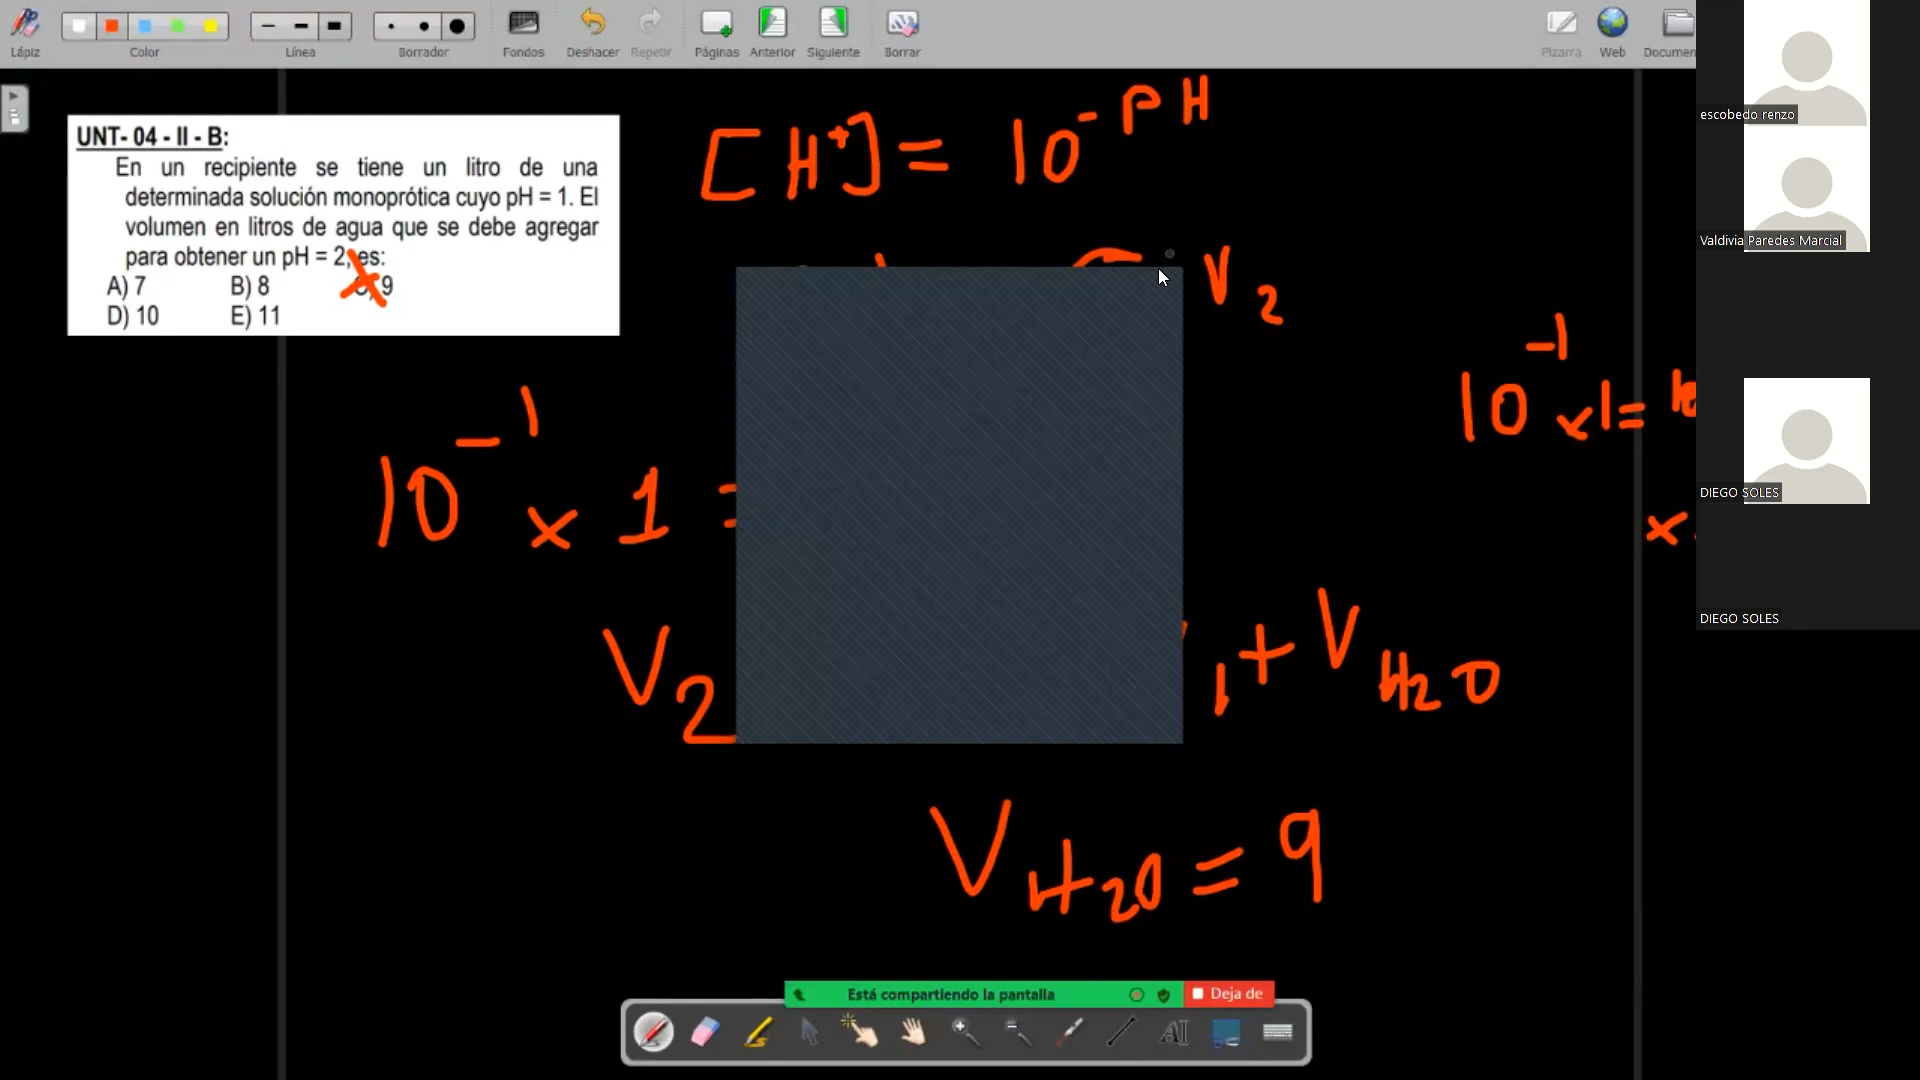 Lápiz Color Línea Borrador Fondos Deshacer Repetir Páginas Anterior Siguiente Borrar Pizarra Web Documen
UNT- 04 - II - B:
En un recipiente se tiene un litro de una
determinada solución monoprótica cuyo pH = 1. El
volumen en litros de agua que se debe agregar
para obtener un pH = 2, es:
A) 7 B) 8 9
D) 10 E) 11
[H⁺] = 10⁻ᴾᴴ
V₂
10⁻¹ x 1 =
10⁻¹ x 1 = 10
x
V₂
₁ + V H₂O
V H₂O = 9
escobedo renzo
Valdivia Paredes Marcial
DIEGO SOLES
DIEGO SOLES
Está compartiendo la pantalla Deja de
AI